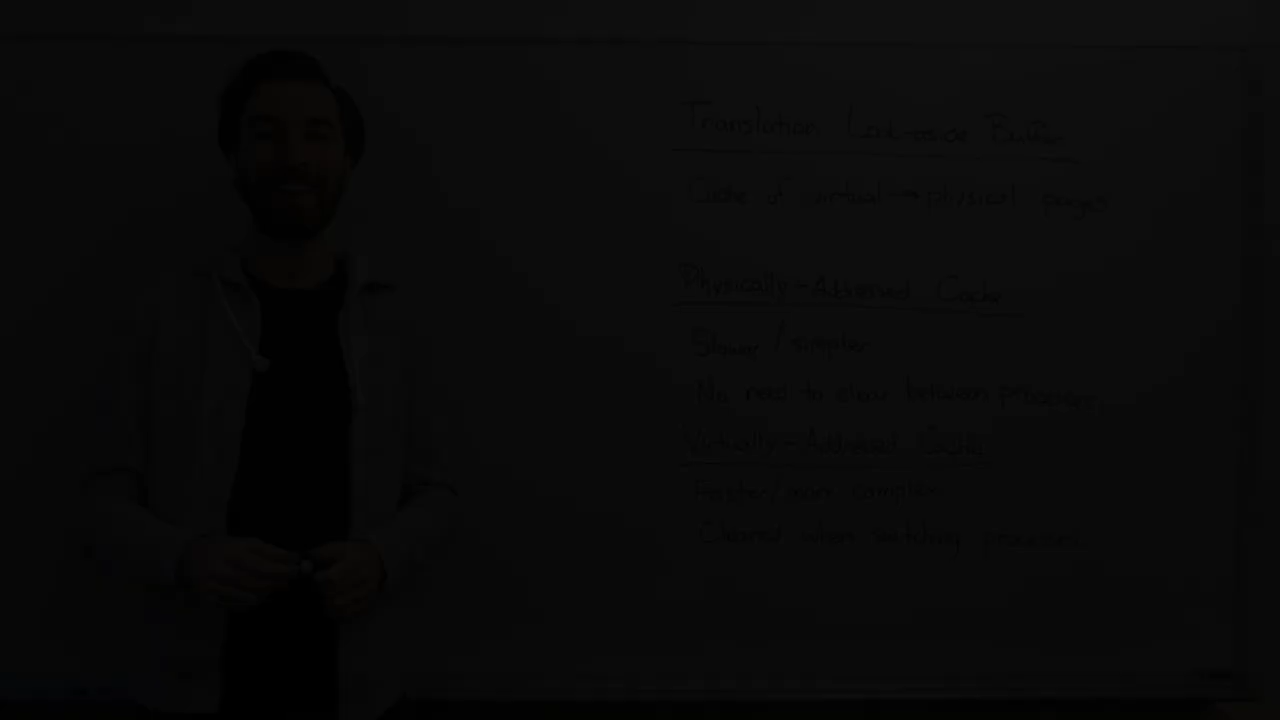 Translation Look-aside Buffer
Cache of virtual → physical pages
Physically-Addressed Cache
Slower / simpler
No need to clear between processes
Virtually-Addressed Cache
Faster/more complex
Cleared when switching processes